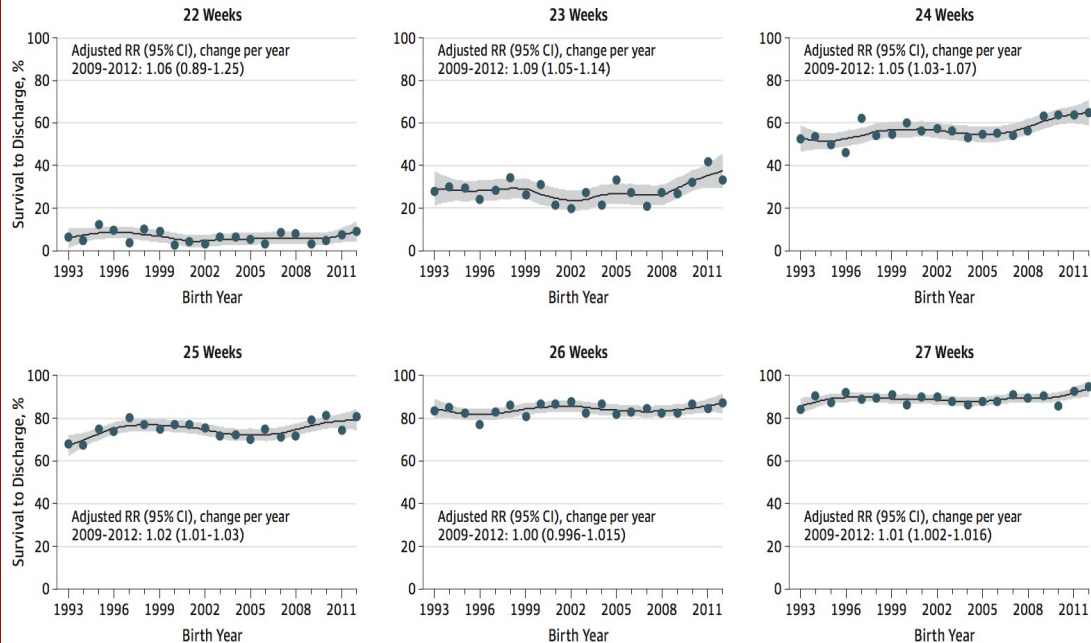 22 Weeks
Survival to Discharge, %
100
80
60
40
20
0
Adjusted RR (95% CI), change per year
2009-2012: 1.06 (0.89-1.25)
1993 1996 1999 2002 2005 2008 2011
Birth Year
23 Weeks
100
80
60
40
20
0
Adjusted RR (95% CI), change per year
2009-2012: 1.09 (1.05-1.14)
1993 1996 1999 2002 2005 2008 2011
Birth Year
24 Weeks
100
80
60
40
20
0
Adjusted RR (95% CI), change per year
2009-2012: 1.05 (1.03-1.07)
1993 1996 1999 2002 2005 2008 2011
Birth Year
25 Weeks
Survival to Discharge, %
100
80
60
40
20
0
Adjusted RR (95% CI), change per year
2009-2012: 1.02 (1.01-1.03)
1993 1996 1999 2002 2005 2008 2011
Birth Year
26 Weeks
100
80
60
40
20
0
Adjusted RR (95% CI), change per year
2009-2012: 1.00 (0.996-1.015)
1993 1996 1999 2002 2005 2008 2011
Birth Year
27 Weeks
100
80
60
40
20
0
Adjusted RR (95% CI), change per year
2009-2012: 1.01 (1.002-1.016)
1993 1996 1999 2002 2005 2008 2011
Birth Year